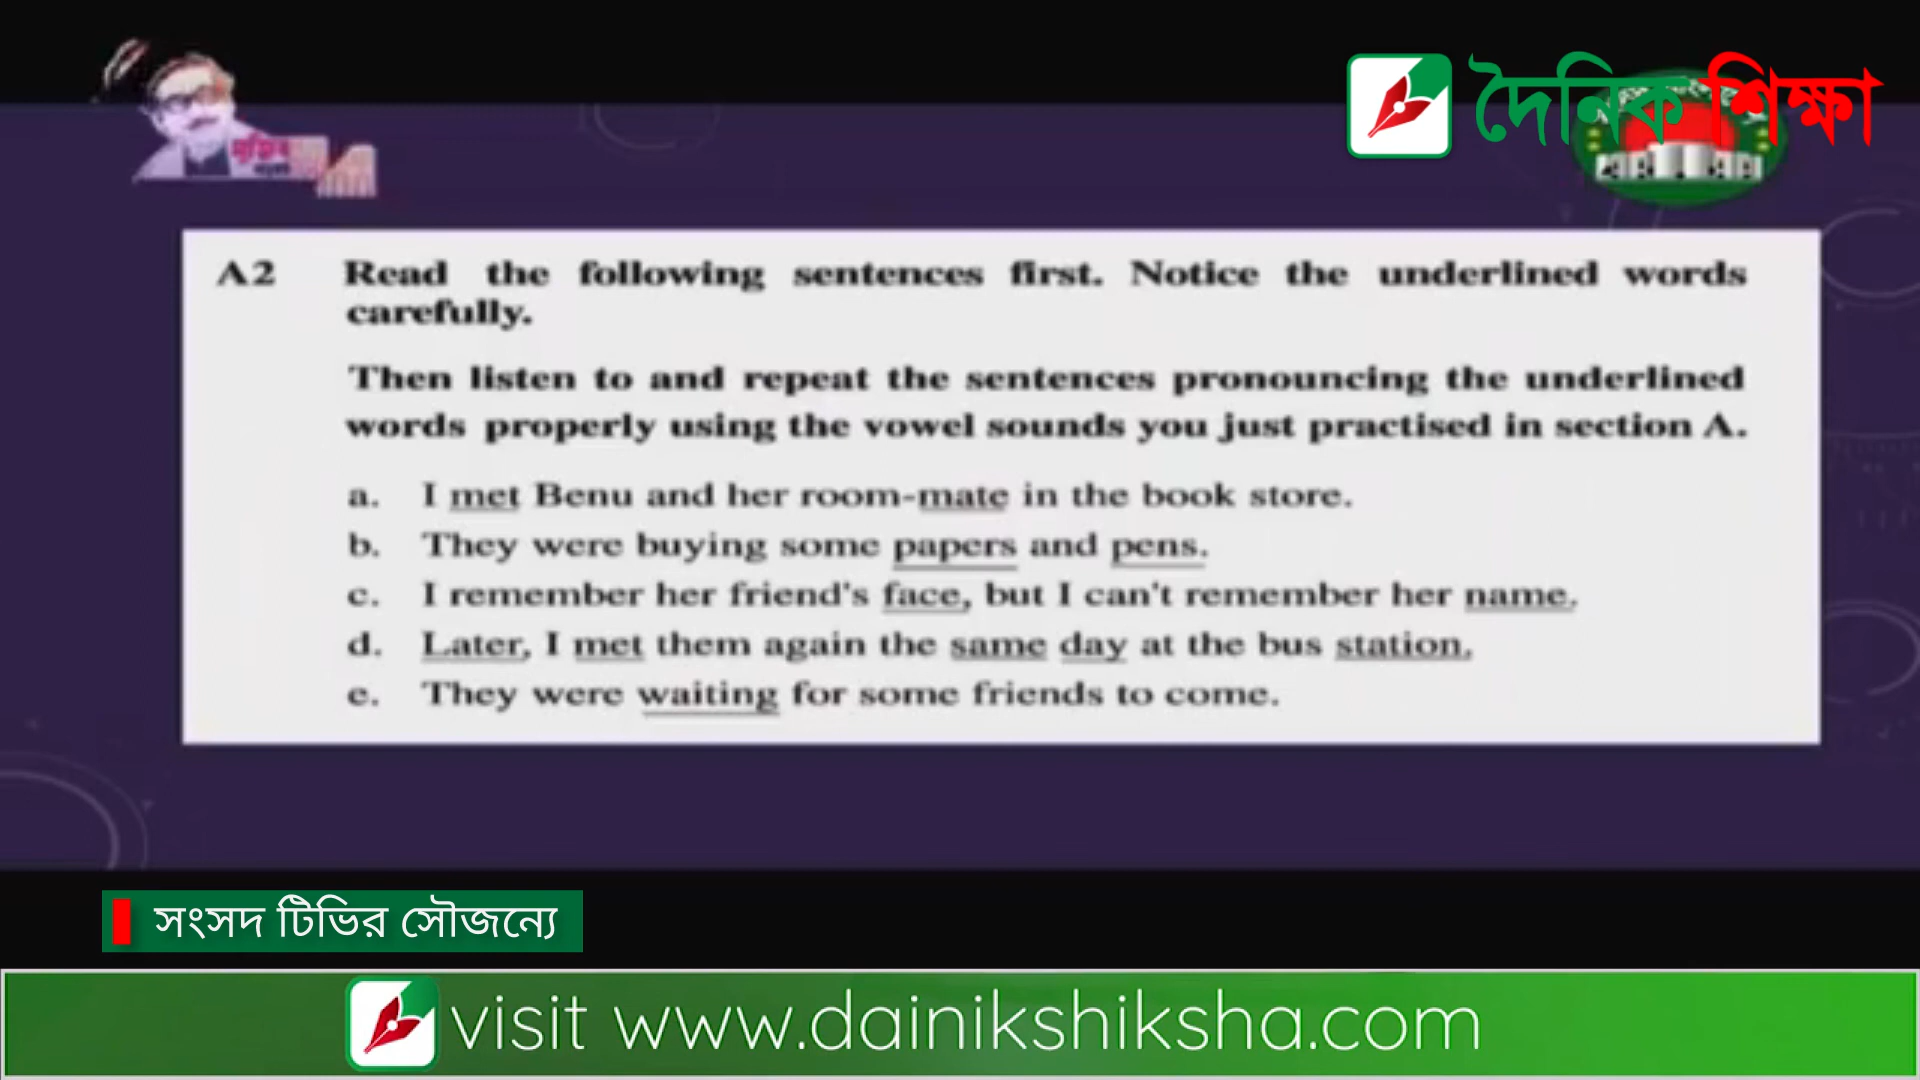 দৈনিক শিক্ষা
A2 Read the following sentences first. Notice the underlined words
carefully.
Then listen to and repeat the sentences pronouncing the underlined
words properly using the vowel sounds you just practised in section A.
a. I met Benu and her room-mate in the book store.
b. They were buying some papers and pens.
c. I remember her friend's face, but I can't remember her name.
d. Later, I met them again the same day at the bus station.
e. They were waiting for some friends to come.
সংসদ টিভির সৌজন্যে
visit www.dainikshiksha.com